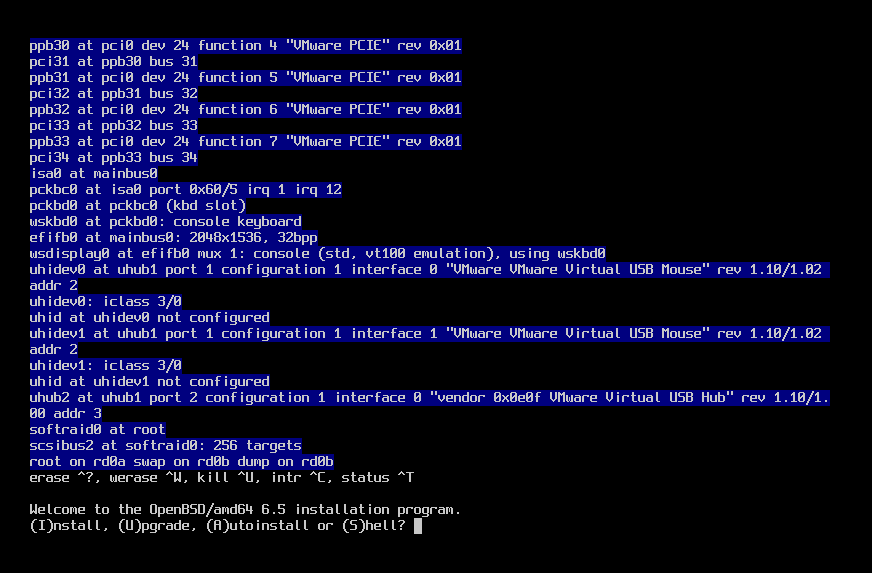 ppb30 at pci0 dev 24 function 4 "VMware PCIE" rev 0x01
pci31 at ppb30 bus 31
ppb31 at pci0 dev 24 function 5 "VMware PCIE" rev 0x01
pci32 at ppb31 bus 32
ppb32 at pci0 dev 24 function 6 "VMware PCIE" rev 0x01
pci33 at ppb32 bus 33
ppb33 at pci0 dev 24 function 7 "VMware PCIE" rev 0x01
pci34 at ppb33 bus 34
isa0 at mainbus0
pckbc0 at isa0 port 0x60/5 irq 1 irq 12
pckbd0 at pckbc0 (kbd slot)
wskbd0 at pckbd0: console keyboard
efifb0 at mainbus0: 2048x1536, 32bpp
wsdisplay0 at efifb0 mux 1: console (std, vt100 emulation), using wskbd0
uhidev0 at uhub1 port 1 configuration 1 interface 0 "VMware VMware Virtual USB Mouse" rev 1.10/1.02
addr 2
uhidev0: iclass 3/0
uhid at uhidev0 not configured
uhidev1 at uhub1 port 1 configuration 1 interface 1 "VMware VMware Virtual USB Mouse" rev 1.10/1.02
addr 2
uhidev1: iclass 3/0
uhid at uhidev1 not configured
uhub2 at uhub1 port 2 configuration 1 interface 0 "vendor 0x0e0f VMware Virtual USB Hub" rev 1.10/1.
00 addr 3
softraid0 at root
scsibus2 at softraid0: 256 targets
root on rd0a swap on rd0b dump on rd0b
erase ^?, werase ^W, kill ^U, intr ^C, status ^T
Welcome to the OpenBSD/amd64 6.5 installation program.
(I)nstall, (U)pgrade, (A)utoinstall or (S)hell?